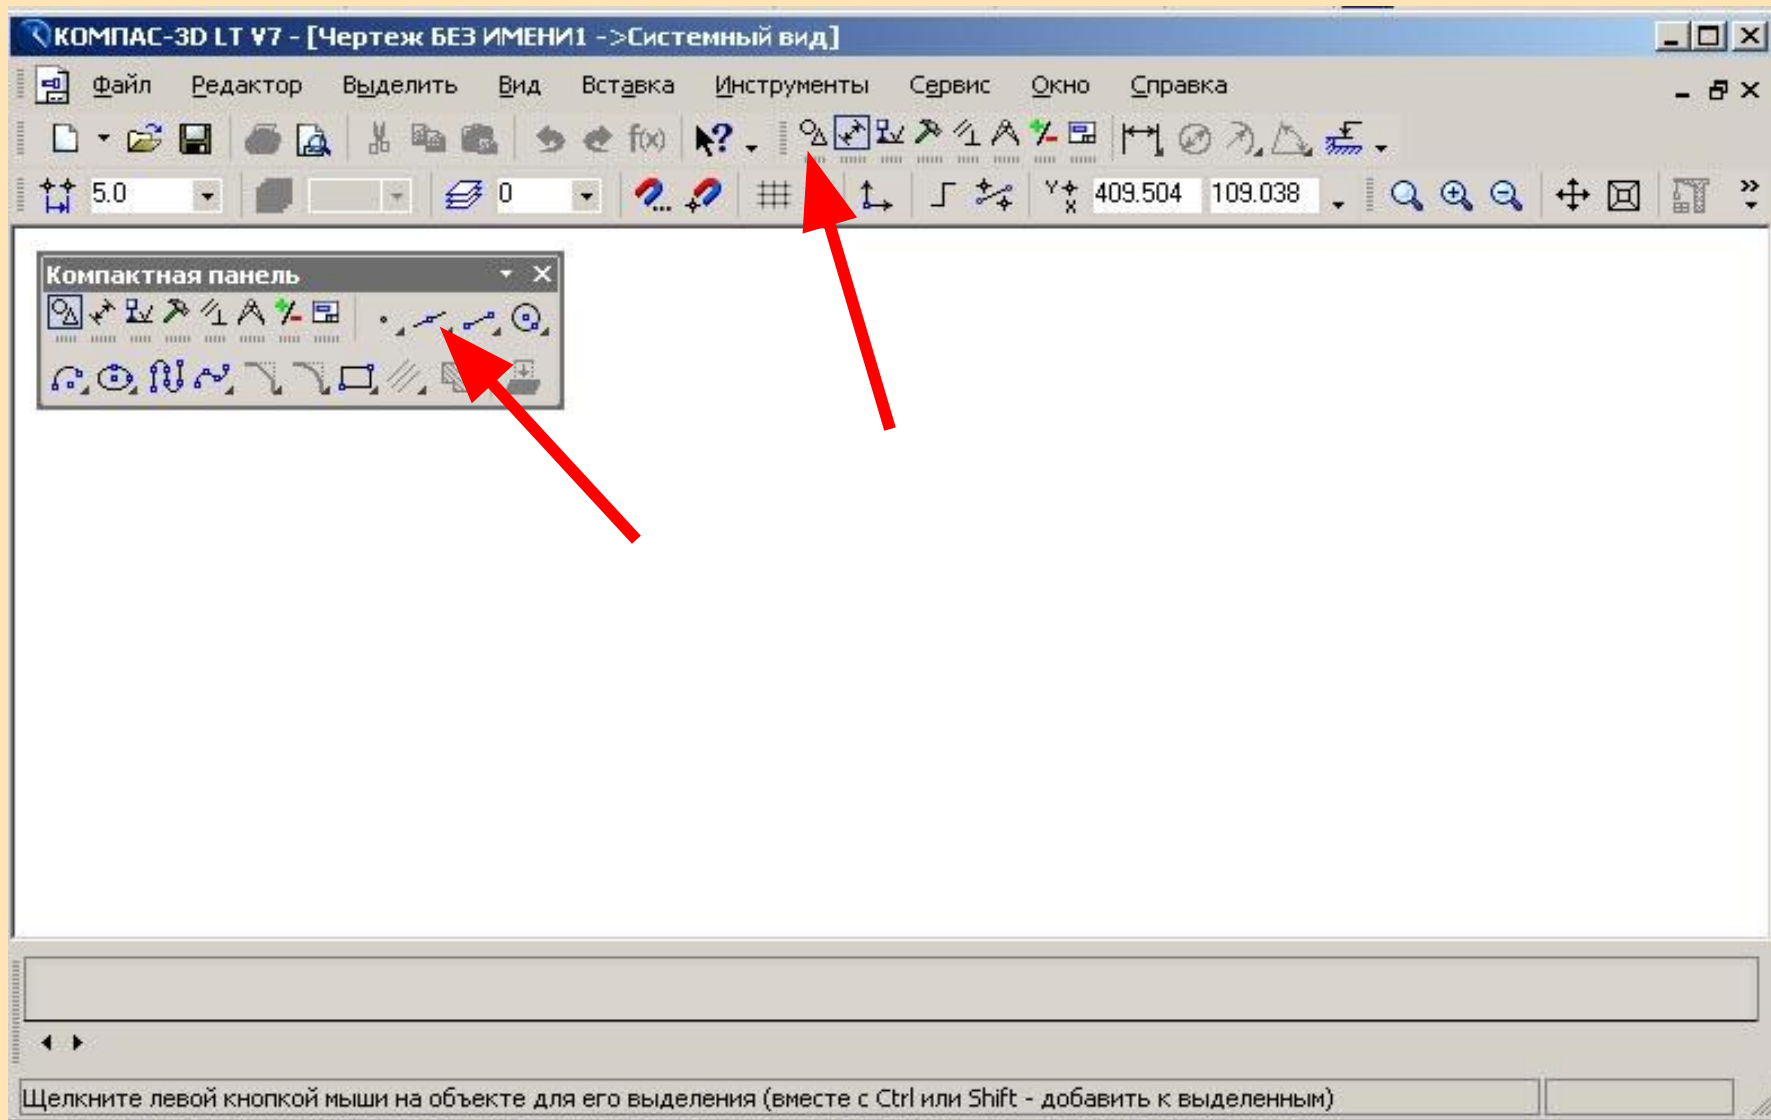 КОМПАС-3D LT V7 - [Чертеж БЕЗ ИМЕНИ1 ->Системный вид]
Файл Редактор Выделить Вид Вставка Инструменты Сервис Окно Справка
f(x) ?
5.0 0 Y X 409.504 109.038
Компактная панель
Щелкните левой кнопкой мыши на объекте для его выделения (вместе с Ctrl или Shift - добавить к выделенным)